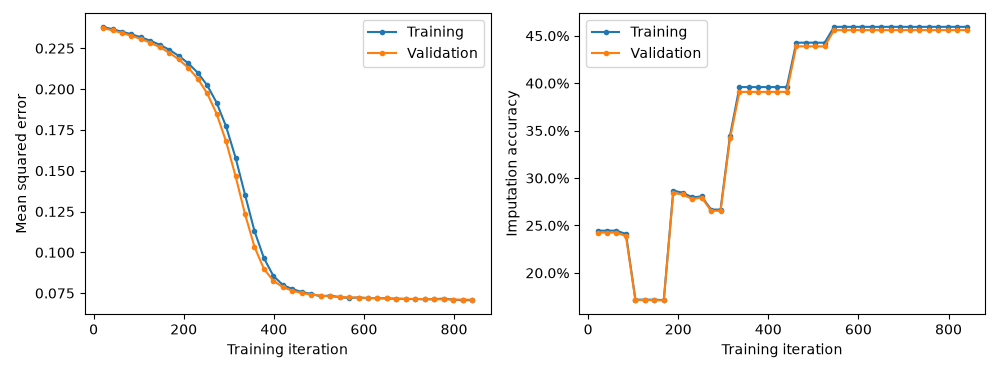 Mean squared error
0.225
0.200
0.175
0.150
0.125
0.100
0.075
0
200
400
600
800
Training iteration
Training
Validation
Imputation accuracy
45.0%
40.0%
35.0%
30.0%
25.0%
20.0%
0
200
400
600
800
Training iteration
Training
Validation